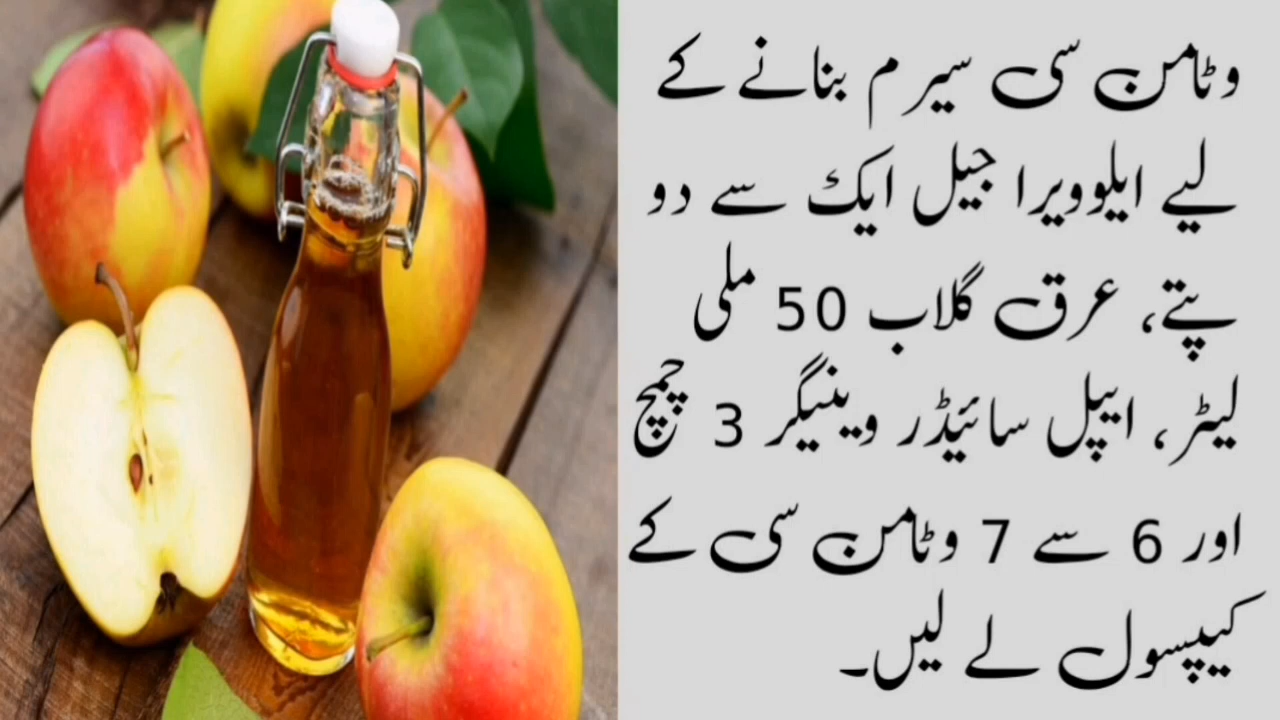 وٹامن سی سیرم بنانے کے
لیے ایلوویرا جیل ایک سے دو
پتے، عرق گلاب 50 ملی
لیٹر، ایپل سائیڈر وینیگر 3 چمچ
اور 6 سے 7 وٹامن سی کے
کیپسول لے لیں۔